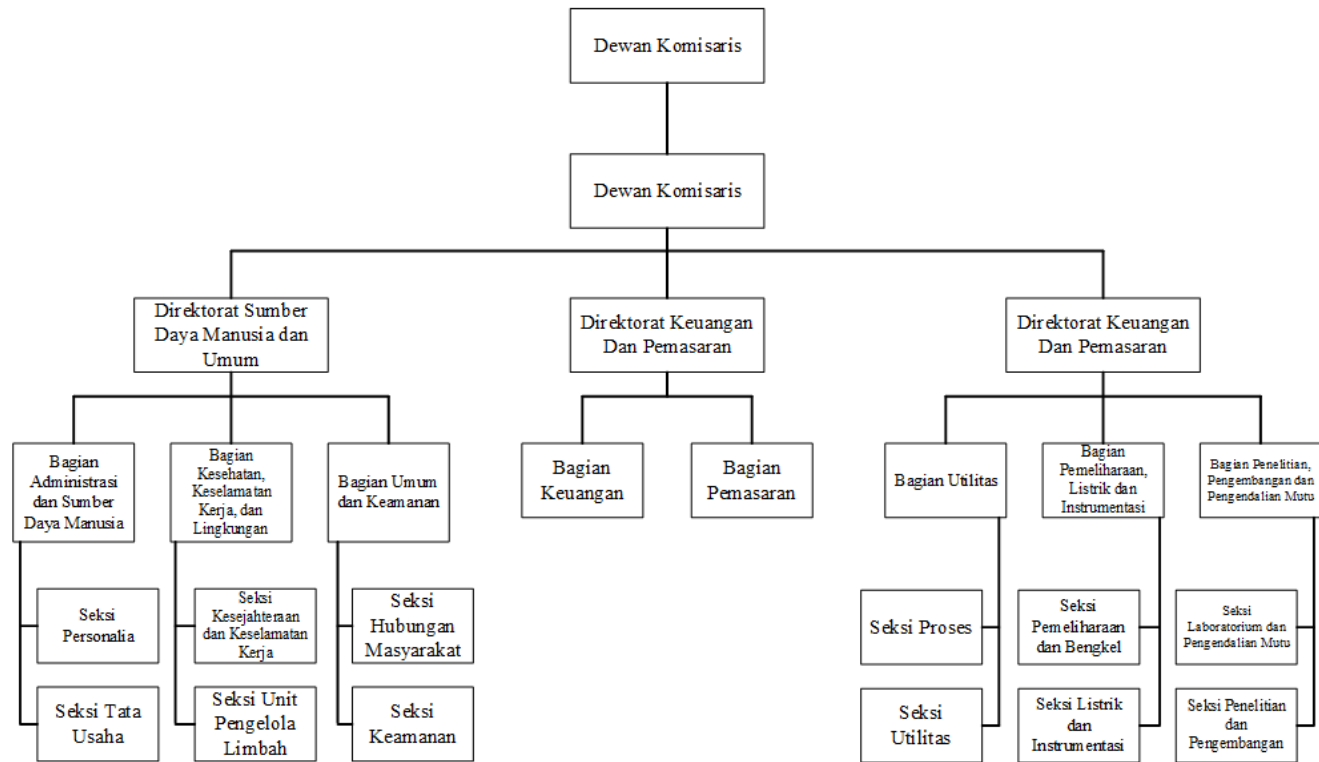 Dewan Komisaris
Dewan Komisaris
Direktorat Sumber
Daya Manusia dan
Umum
Direktorat Keuangan
Dan Pemasaran
Direktorat Keuangan
Dan Pemasaran
Bagian
Administrasi
dan Sumber
Daya Manusia
Bagian
Kesehatan,
Keselamatan
Kerja, dan
Lingkungan
Bagian Umum
dan Keamanan
Bagian
Keuangan
Bagian
Pemasaran
Bagian Utilitas
Bagian
Pemeliharaan,
Listrik dan
Instrumentasi
Bagian Penelitian,
Pengembangan dan
Pengendalian Mutu
Seksi
Personalia
Seksi
Kesejahteraan
dan Keselamatan
Kerja
Seksi
Hubungan
Masyarakat
Seksi Proses
Seksi
Pemeliharaan
dan Bengkel
Seksi
Laboratorium dan
Pengendalian Mutu
Seksi Tata
Usaha
Seksi Unit
Pengelola
Limbah
Seksi
Keamanan
Seksi
Utilitas
Seksi Listrik
dan
Instrumentasi
Seksi Penelitian
dan
Pengembangan